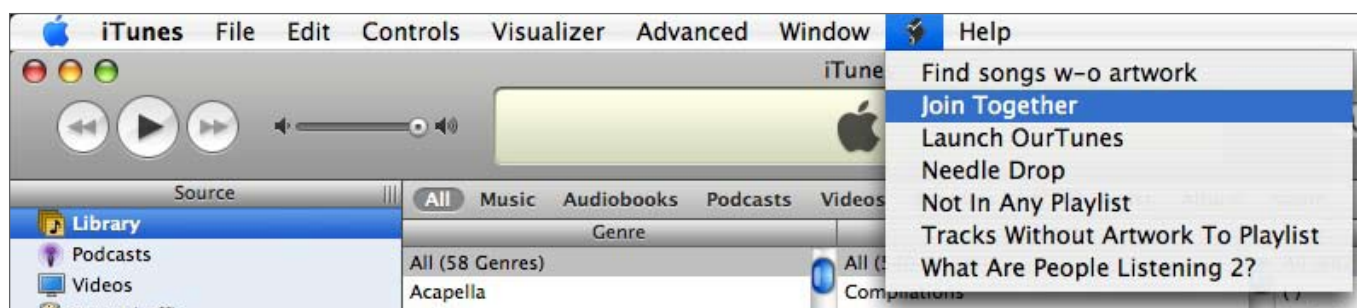 iTunes File Edit Controls Visualizer Advanced Window Help
iTune
Find songs w-o artwork
Join Together
Launch OurTunes
Needle Drop
Not In Any Playlist
Tracks Without Artwork To Playlist
What Are People Listening 2?
Source
Library
Podcasts
Videos
All Music Audiobooks Podcasts Videos
Genre
All (58 Genres)
Acapella
All (5
Compilations